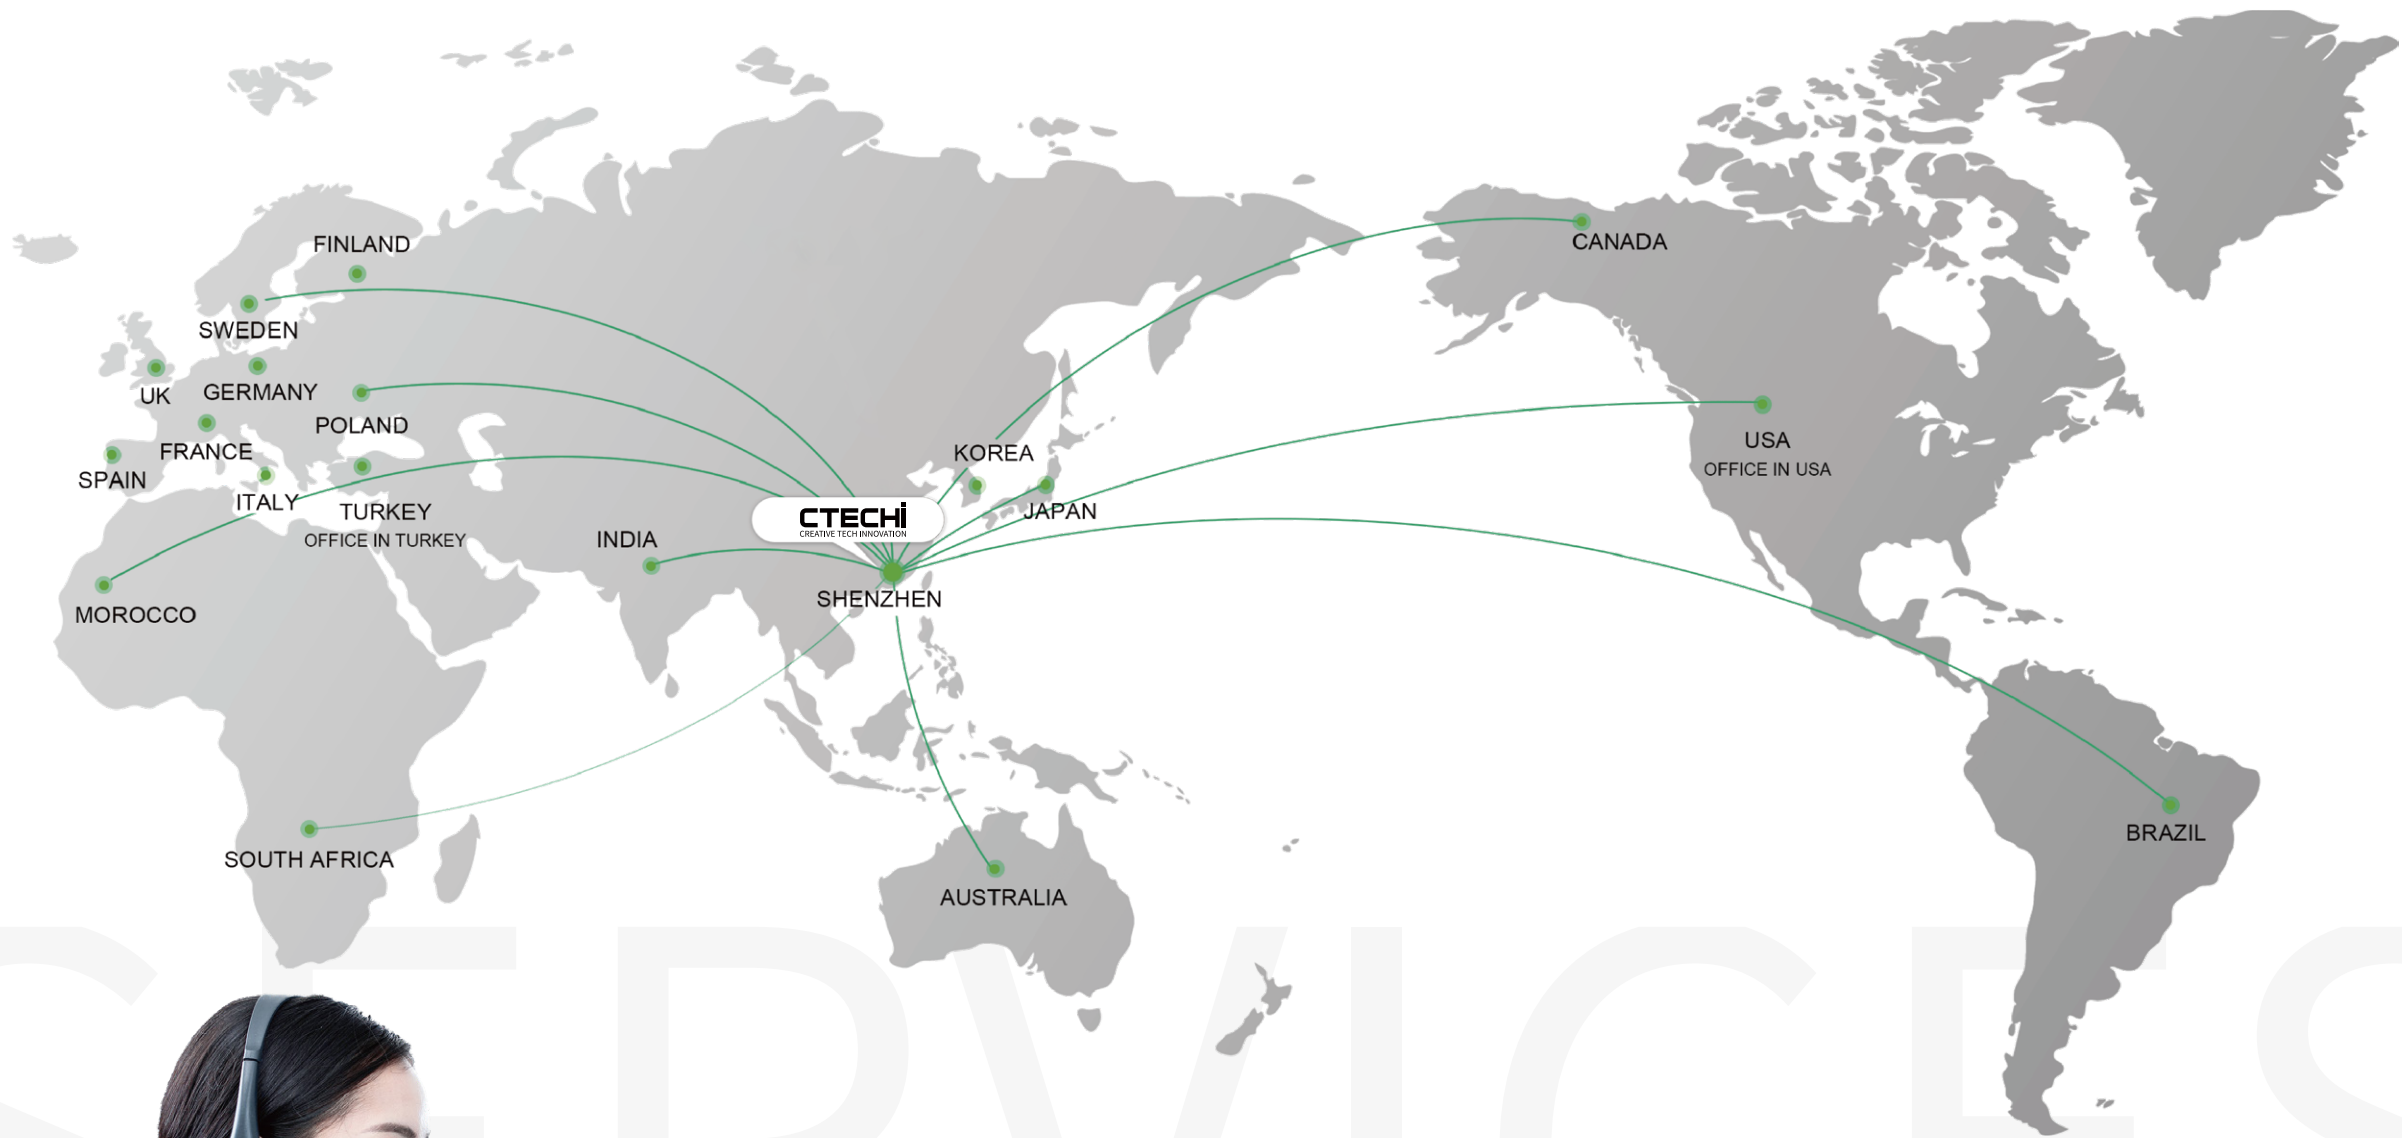 FINLAND
CANADA
SWEDEN
UK
GERMANY
POLAND
FRANCE
SPAIN
ITALY
TURKEY
OFFICE IN TURKEY
KOREA
JAPAN
USA
OFFICE IN USA
CTECHi
CREATIVE TECH INNOVATION
INDIA
SHENZHEN
MOROCCO
SOUTH AFRICA
AUSTRALIA
BRAZIL
SERVICES